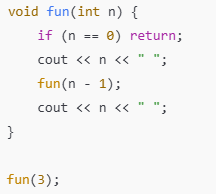 void fun(int n) {
    if (n == 0) return;
    cout << n << " ";
    fun(n - 1);
    cout << n << " ";
}

fun(3);